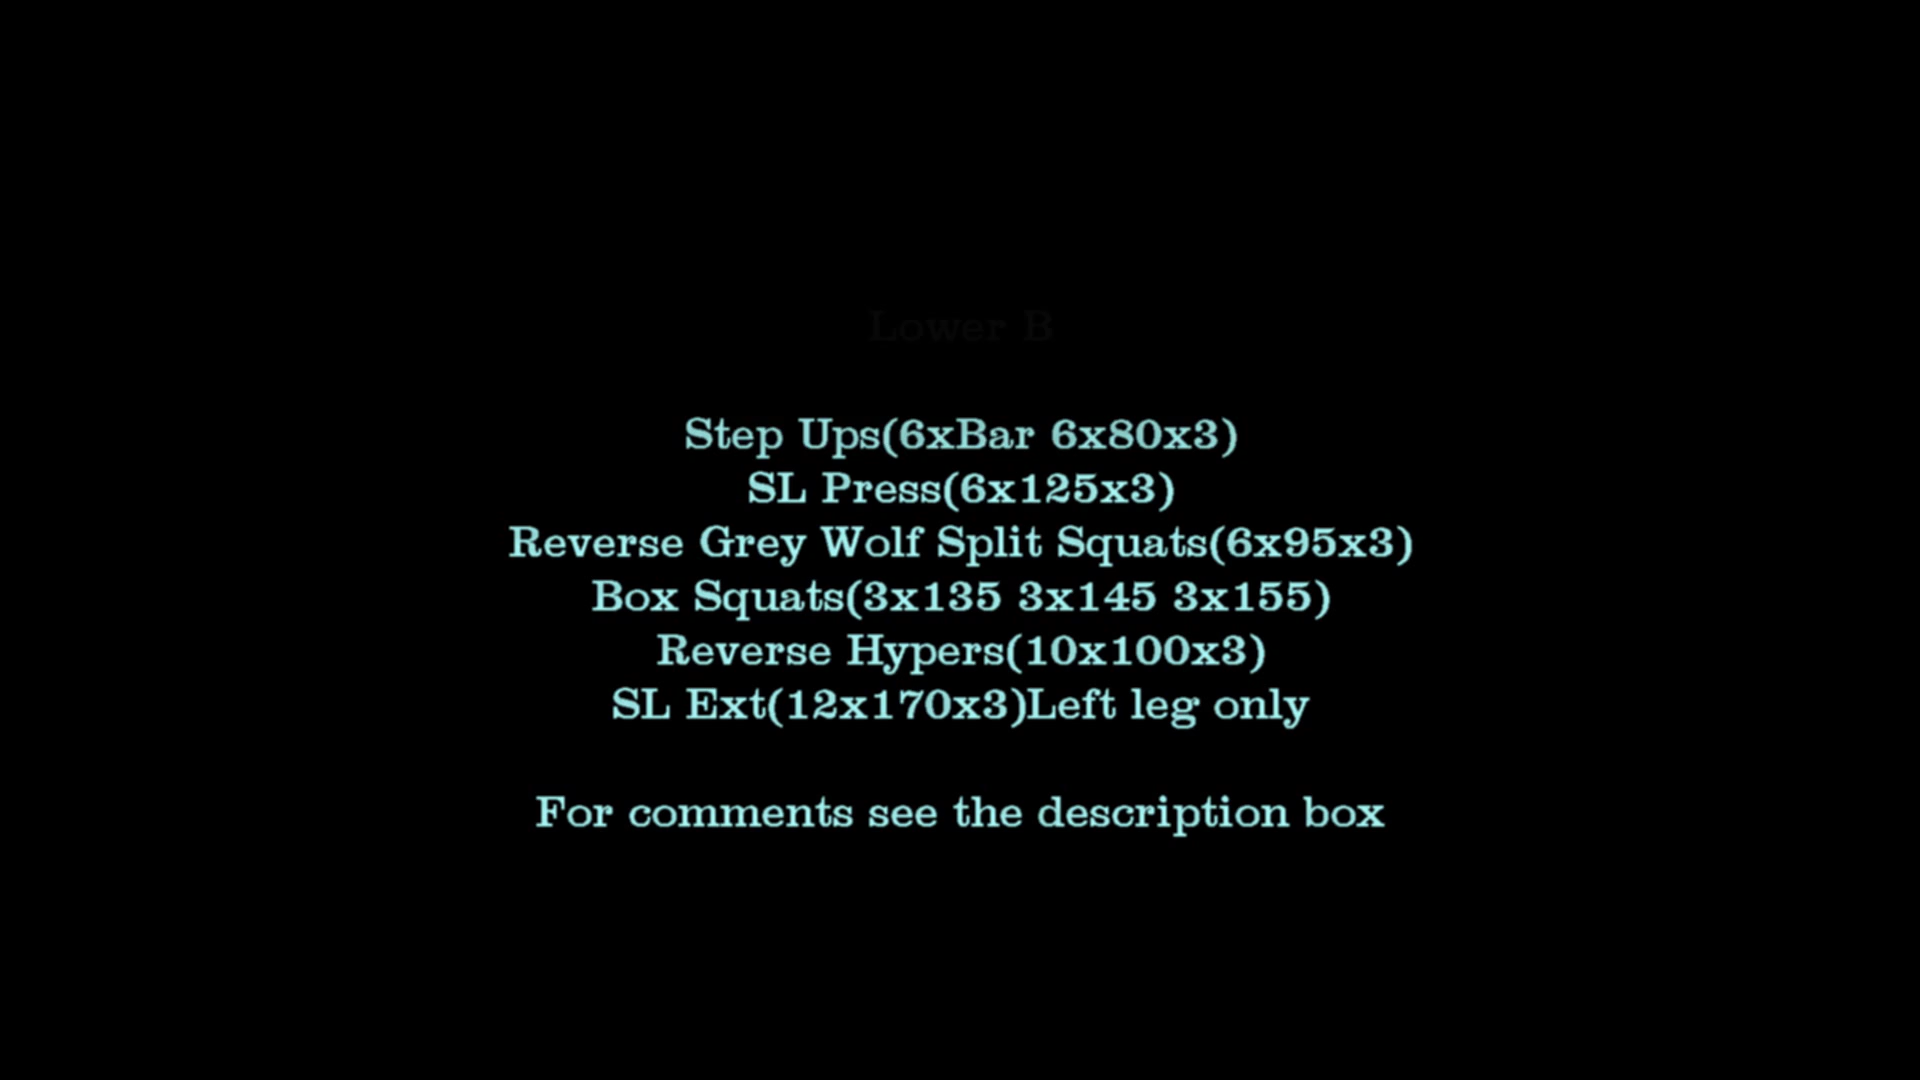 Lower B
Step Ups(6xBar 6x80x3)
SL Press(6x125x3)
Reverse Grey Wolf Split Squats(6x95x3)
Box Squats(3x135 3x145 3x155)
Reverse Hypers(10x100x3)
SL Ext(12x170x3)Left leg only
For comments see the description box